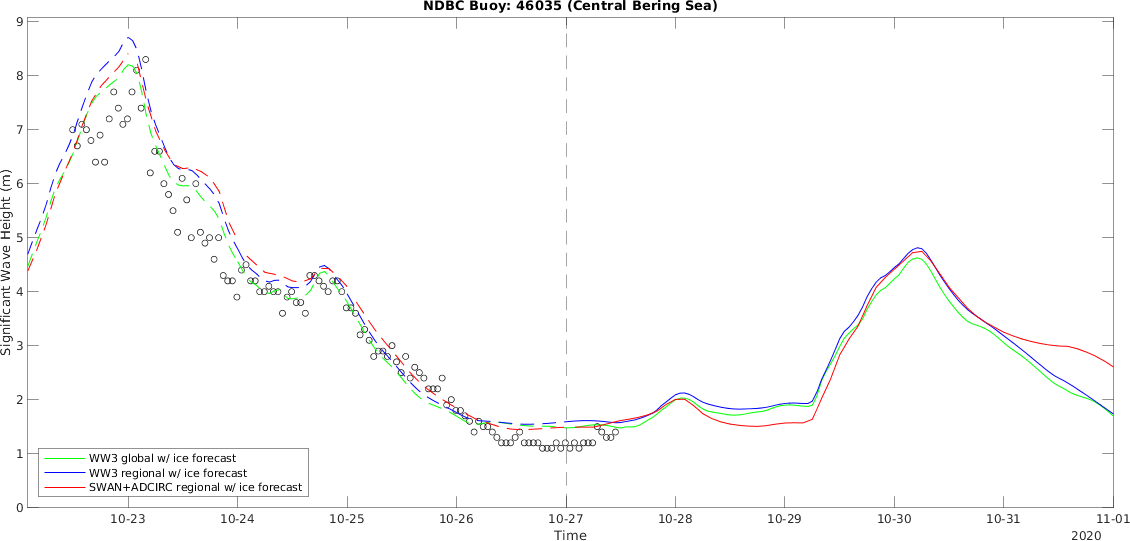 NDBC Buoy: 46035 (Central Bering Sea)
9
8
7
6
5
4
3
2
1
0
Significant Wave Height (m)
WW3 global w/ ice forecast
WW3 regional w/ ice forecast
SWAN+ADCIRC regional w/ ice forecast
10-23 10-24 10-25 10-26 10-27 10-28 10-29 10-30 10-31 11-01
Time
2020